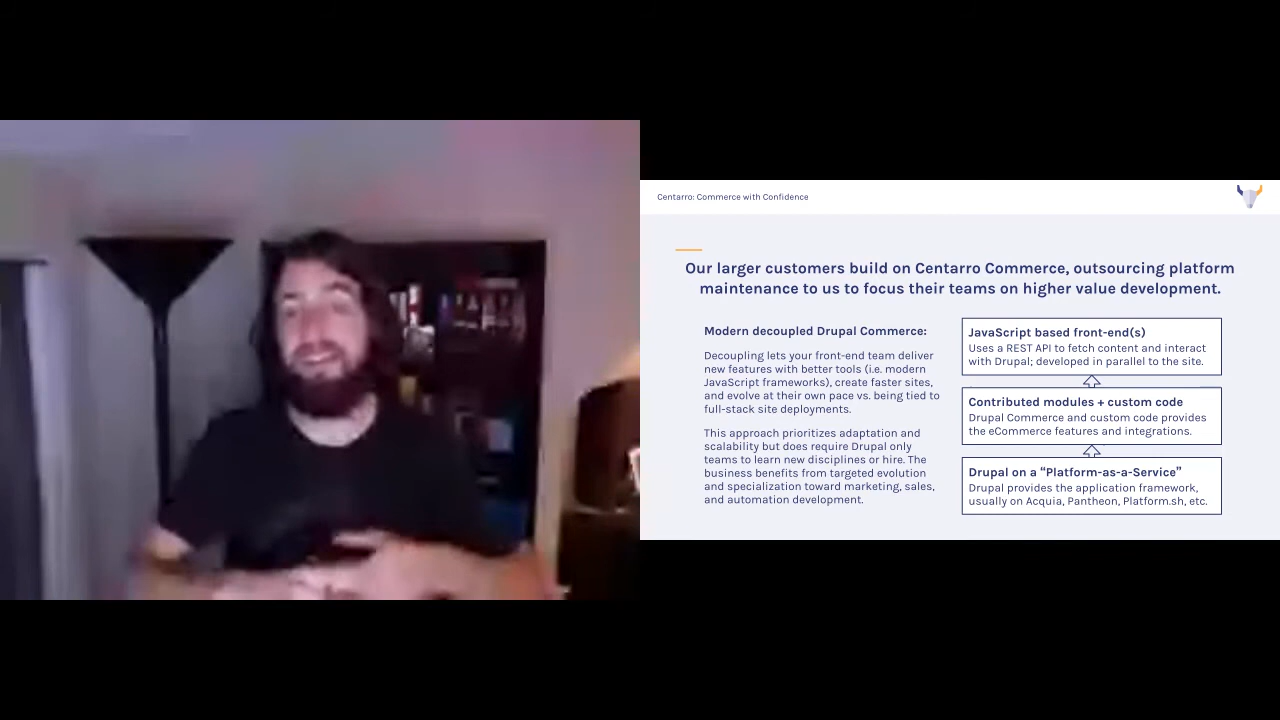 Centarro: Commerce with Confidence
Our larger customers build on Centarro Commerce, outsourcing platform
maintenance to us to focus their teams on higher value development.
Modern decoupled Drupal Commerce:
Decoupling lets your front-end team deliver
new features with better tools (i.e. modern
JavaScript frameworks), create faster sites,
and evolve at their own pace vs. being tied to
full-stack site deployments.
This approach prioritizes adaptation and
scalability but does require Drupal only
teams to learn new disciplines or hire. The
business benefits from targeted evolution
and specialization toward marketing, sales,
and automation development.
JavaScript based front-end(s)
Uses a REST API to fetch content and interact
with Drupal; developed in parallel to the site.
Contributed modules + custom code
Drupal Commerce and custom code provides
the eCommerce features and integrations.
Drupal on a “Platform-as-a-Service”
Drupal provides the application framework,
usually on Acquia, Pantheon, Platform.sh, etc.